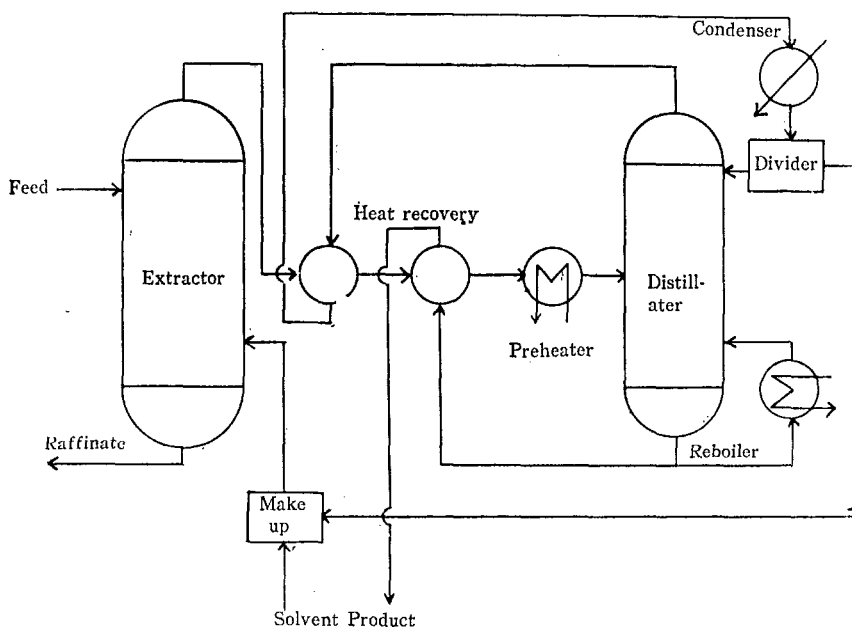 Condenser
Divider
Feed
Heat recovery
Extractor
Distill-
ater
Preheater
Raffinate
Reboiler
Make
up
Solvent Product